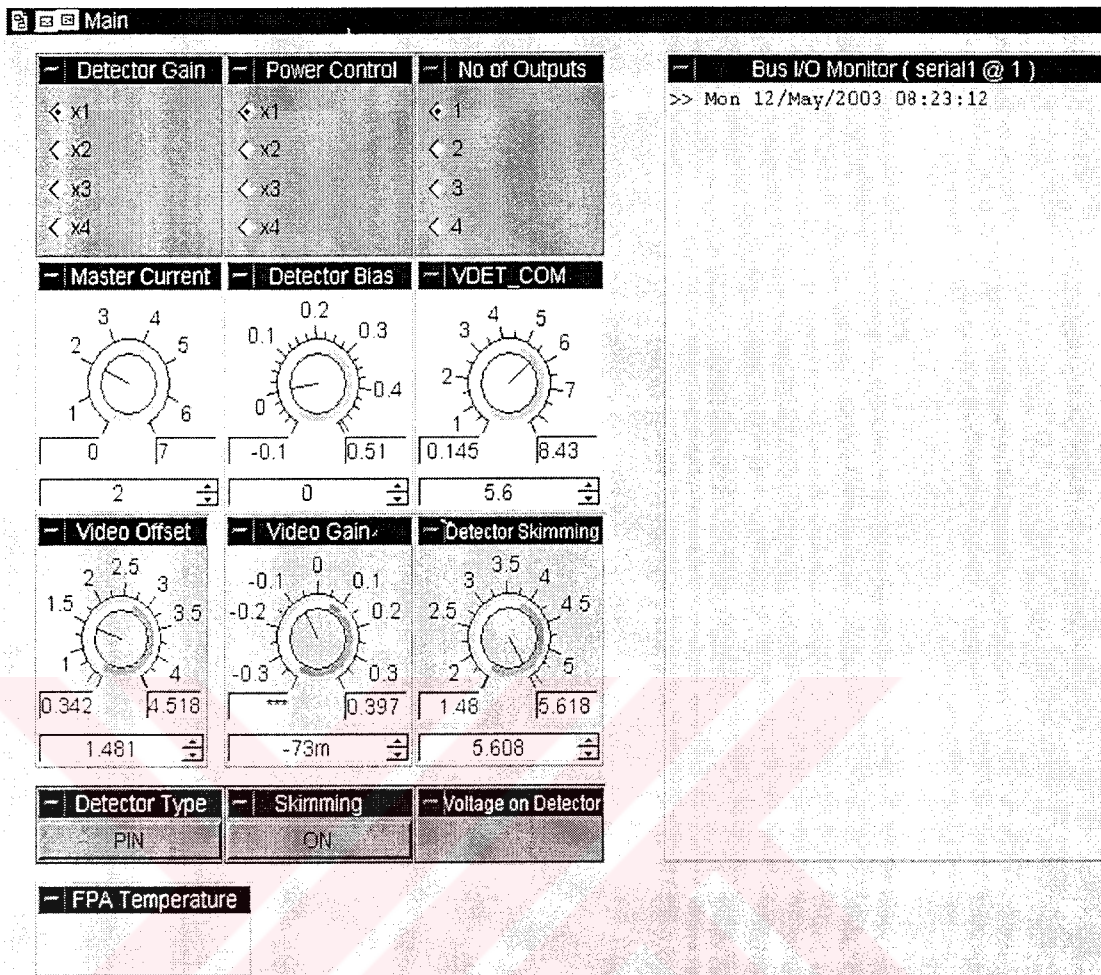 Main
Detector Gain
x1
x2
x3
x4
Power Control
x1
x2
x3
x4
No of Outputs
1
2
3
4
Master Current
3 4
2 5
1 6
0 7
2
Detector Bias
0.2
0.1 0.3
0 0.4
-0.1 0.51
0
VDET_COM
4 5
3 6
2 7
1
0.145 8.43
5.6
Video Offset
2.5
2 3
1.5 3.5
1 4
0.342 4.518
1.481
Video Gain
0
-0.1 0.1
-0.2 0.2
-0.3 0.3
*** 0.397
-73m
Detector Skimming
3.5
3 4
2.5 4.5
2 5
1.48 5.618
5.608
Detector Type
PIN
Skimming
ON
Voltage on Detector
FPA Temperature
Bus I/O Monitor ( serial1 @ 1 )
>> Mon 12/May/2003 08:23:12